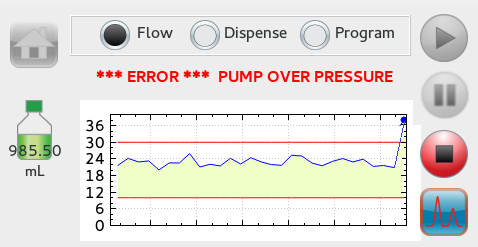 Flow Dispense Program
*** ERROR *** PUMP OVER PRESSURE
985.50
mL
36
30
24
18
12
6
0